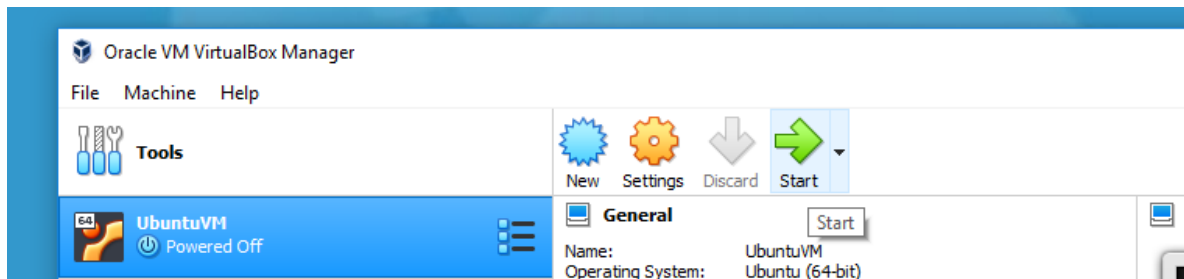 Oracle VM VirtualBox Manager
File Machine Help
Tools
New Settings Discard Start
64
UbuntuVM
Powered Off
General
Start
Name: UbuntuVM
Operating System: Ubuntu (64-bit)